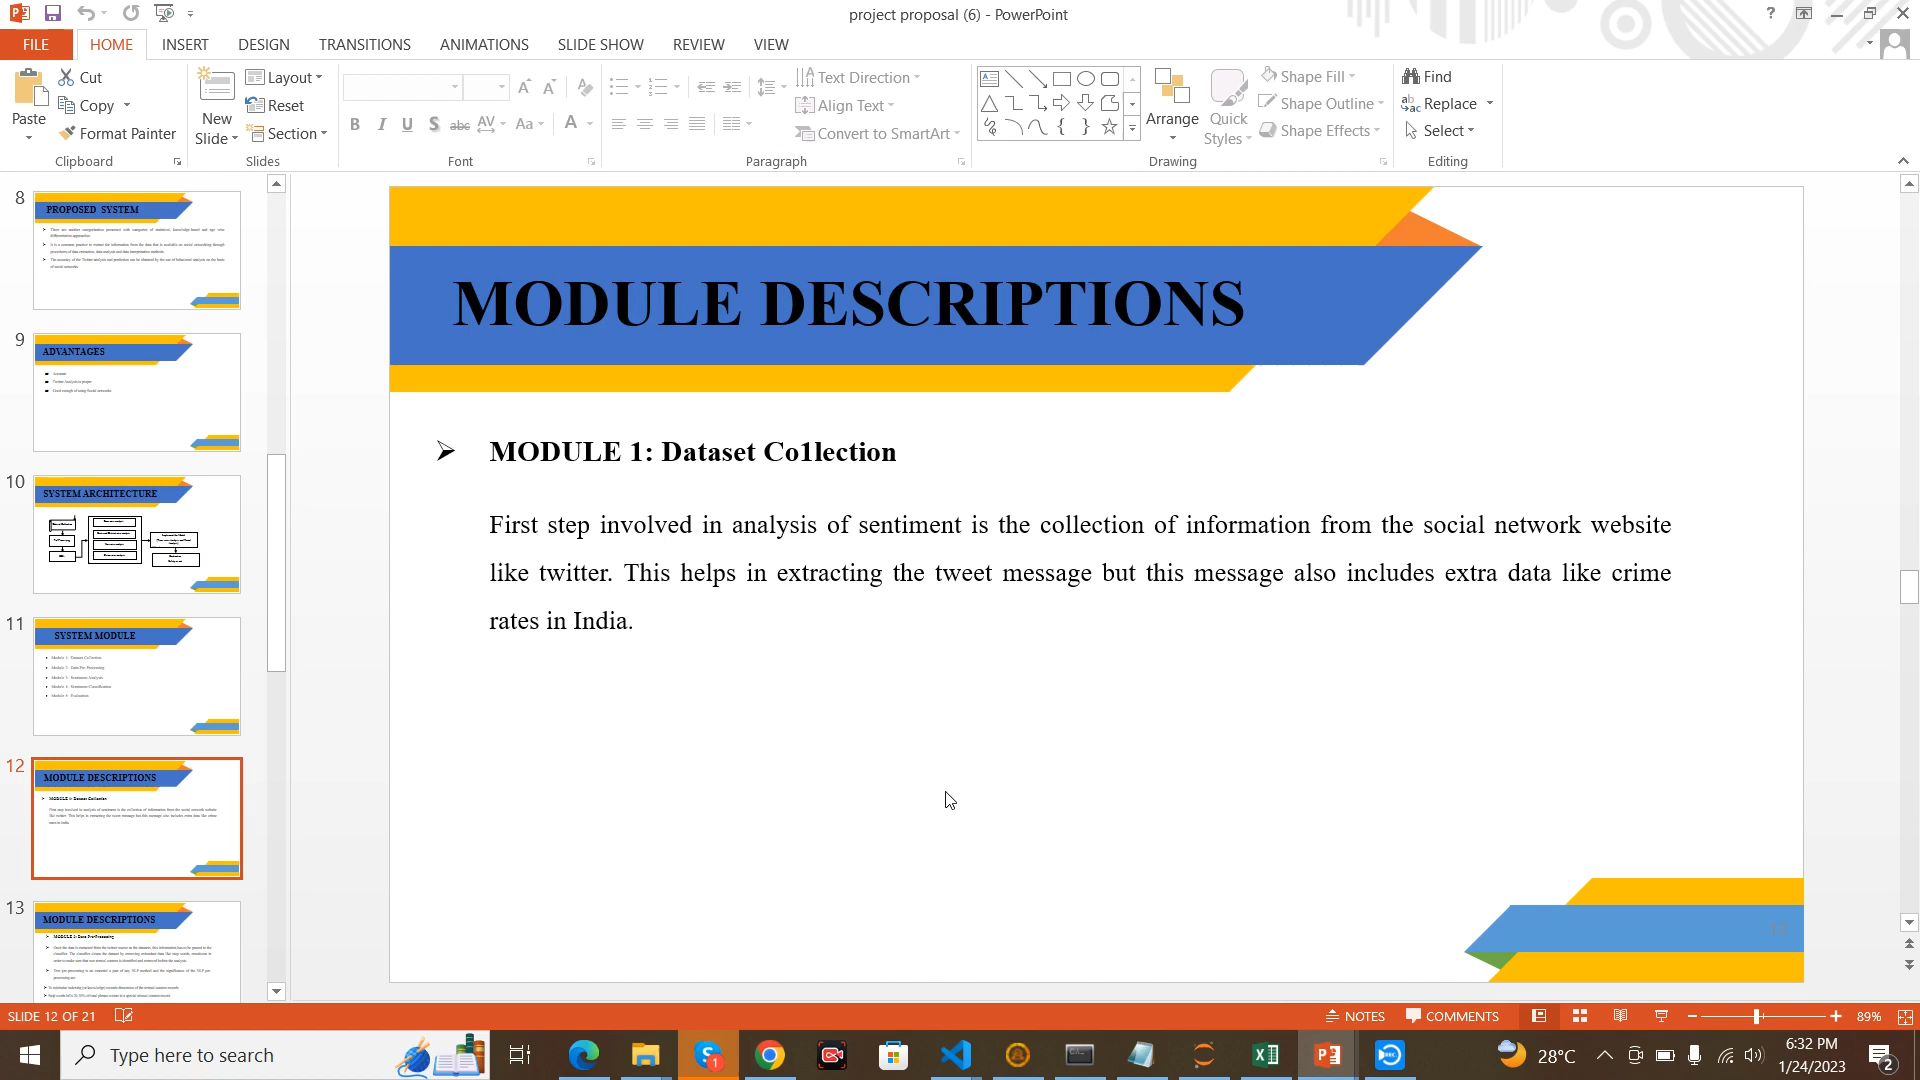 project proposal (6) - PowerPoint
FILE HOME INSERT DESIGN TRANSITIONS ANIMATIONS SLIDE SHOW REVIEW VIEW
Paste
Cut
Copy
Format Painter
Clipboard
New
Slide
Layout
Reset
Section
Slides
B I U S abc AV Aa A
Font
Text Direction
Align Text
Convert to SmartArt
Paragraph
Arrange
Quick
Styles
Shape Fill
Shape Outline
Shape Effects
Drawing
Find
Replace
Select
Editing
8
PROPOSED SYSTEM
9
ADVANTAGES
10
SYSTEM ARCHITECTURE
11
SYSTEM MODULE
12
MODULE DESCRIPTIONS
13
MODULE DESCRIPTIONS
MODULE DESCRIPTIONS
➢ MODULE 1: Dataset Co1lection
First step involved in analysis of sentiment is the collection of information from the social network website
like twitter. This helps in extracting the tweet message but this message also includes extra data like crime
rates in India.
12
SLIDE 12 OF 21
NOTES
COMMENTS
89%
Type here to search
1
28°C
6:32 PM
1/24/2023
2